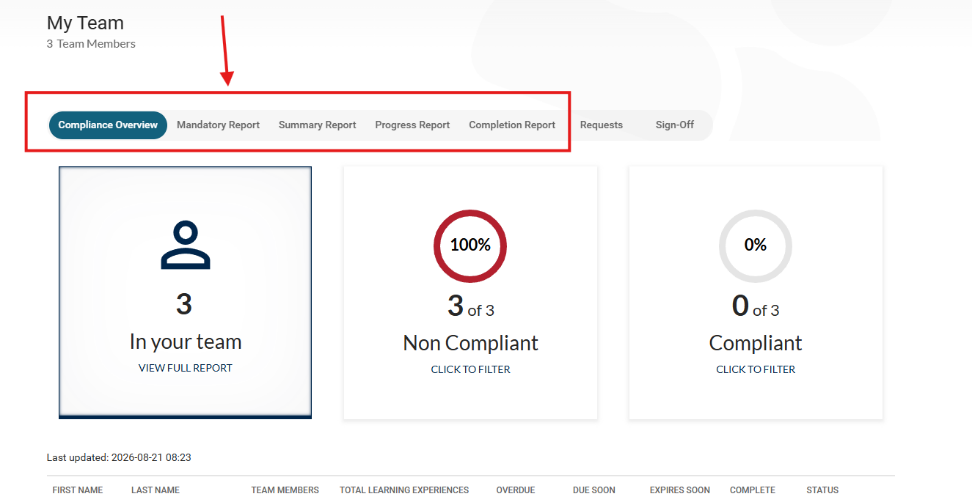 My Team
3 Team Members
Compliance Overview Mandatory Report Summary Report Progress Report Completion Report Requests Sign-Off
3
In your team
VIEW FULL REPORT
100%
3 of 3
Non Compliant
CLICK TO FILTER
0%
0 of 3
Compliant
CLICK TO FILTER
Last updated: 2026-08-21 08:23
FIRST NAME LAST NAME TEAM MEMBERS TOTAL LEARNING EXPERIENCES OVERDUE DUE SOON EXPIRES SOON COMPLETE STATUS